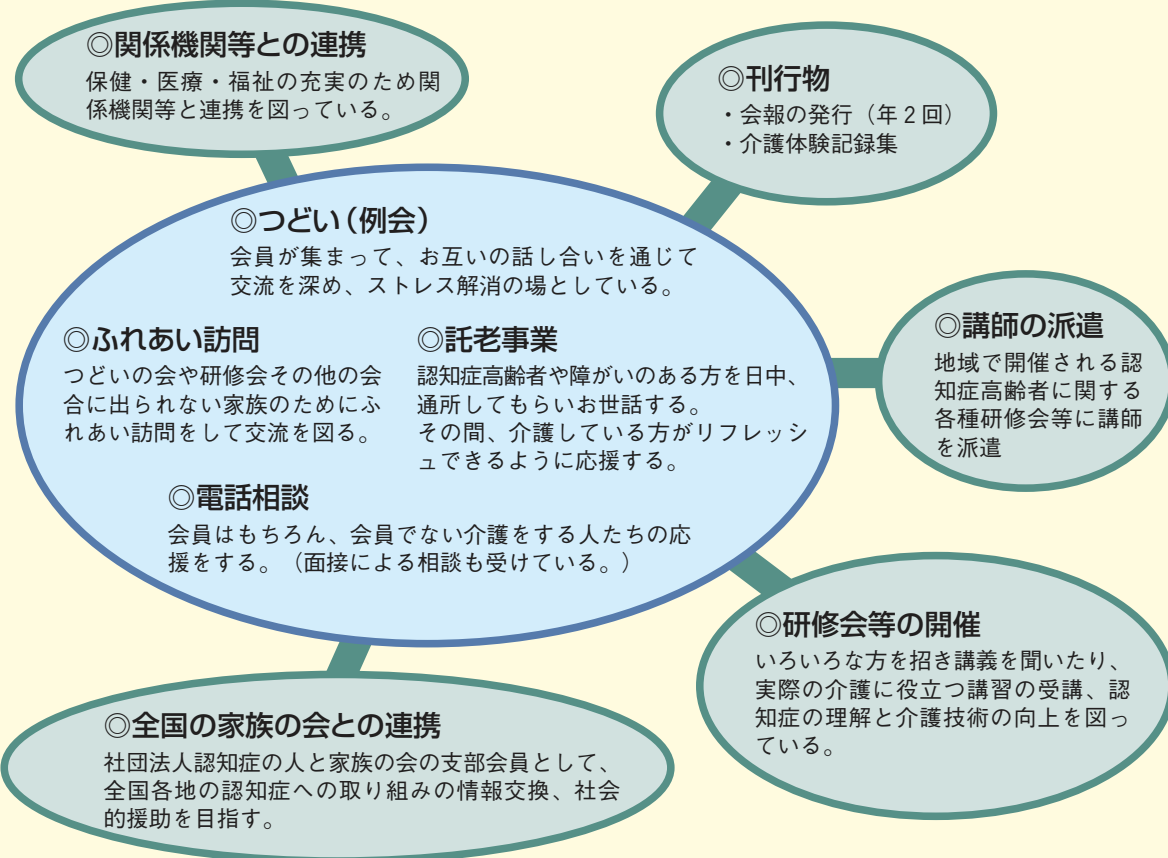 ◎関係機関等との連携
保健・医療・福祉の充実のため関
係機関等と連携を図っている。
◎刊行物
・会報の発行（年２回）
・介護体験記録集
◎つどい（例会）
会員が集まって、お互いの話し合いを通じて
交流を深め、ストレス解消の場としている。
◎ふれあい訪問
つどいの会や研修会その他の会
合に出られない家族のためにふ
れあい訪問をして交流を図る。
◎託老事業
認知症高齢者や障がいのある方を日中、
通所してもらいお世話する。
その間、介護している方がリフレッシ
ュできるように応援する。
◎電話相談
会員はもちろん、会員でない介護をする人たちの応
援をする。（面接による相談も受けている。）
◎講師の派遣
地域で開催される認
知症高齢者に関する
各種研修会等に講師
を派遣
◎研修会等の開催
いろいろな方を招き講義を聞いたり、
実際の介護に役立つ講習の受講、認
知症の理解と介護技術の向上を図っ
ている。
◎全国の家族の会との連携
社団法人認知症の人と家族の会の支部会員として、
全国各地の認知症への取り組みの情報交換、社会
的援助を目指す。